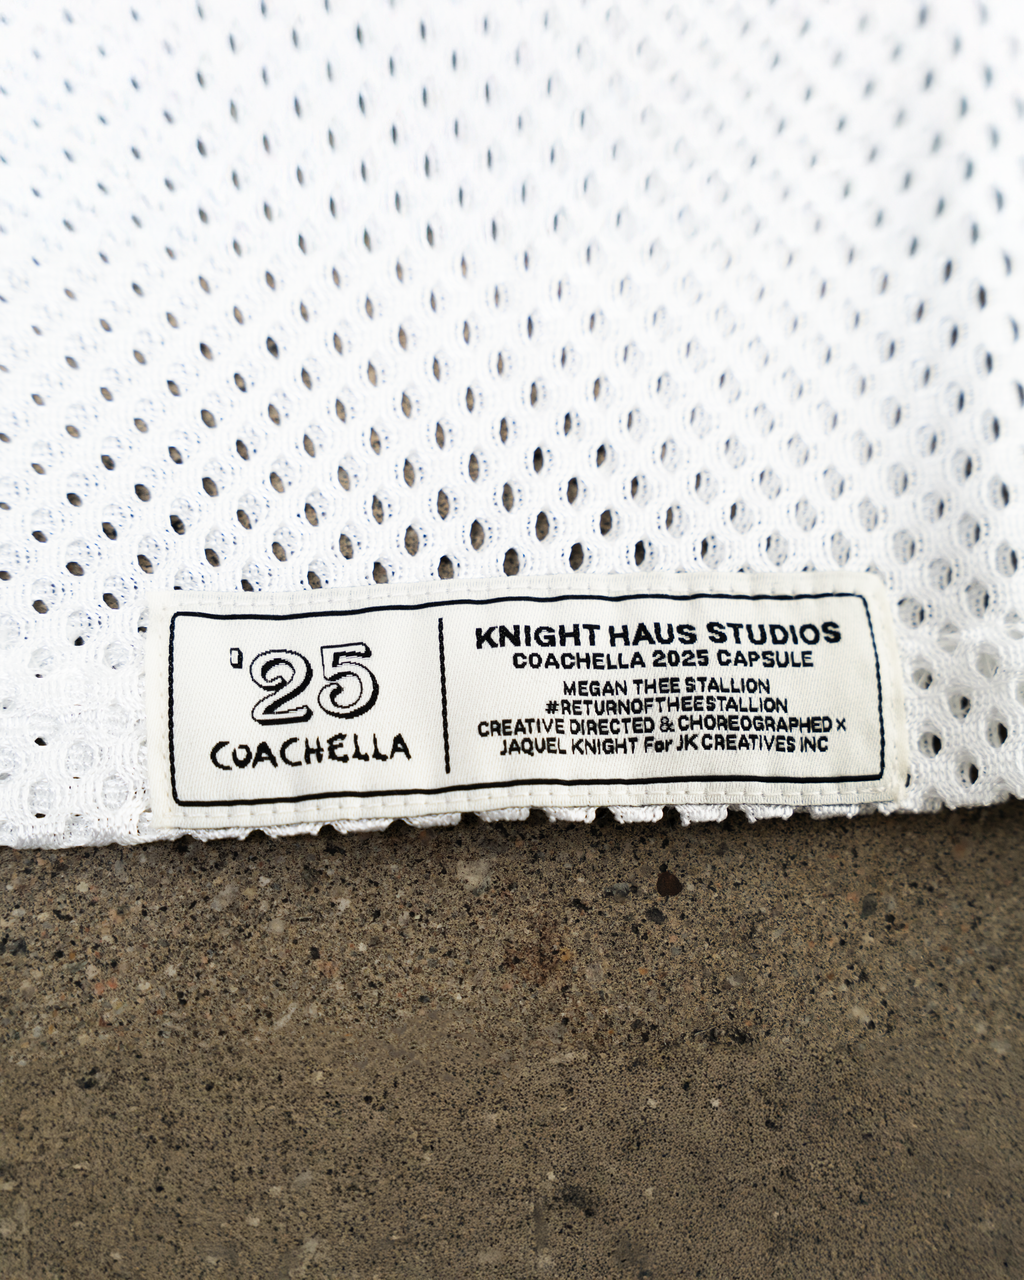 '25
COACHELLA
KNIGHT HAUS STUDIOS
COACHELLA 2025 CAPSULE
MEGAN THEE STALLION
#RETURNOFTHEESTALLION
CREATIVE DIRECTED & CHOREOGRAPHED x
JAQUEL KNIGHT For JK CREATIVES INC